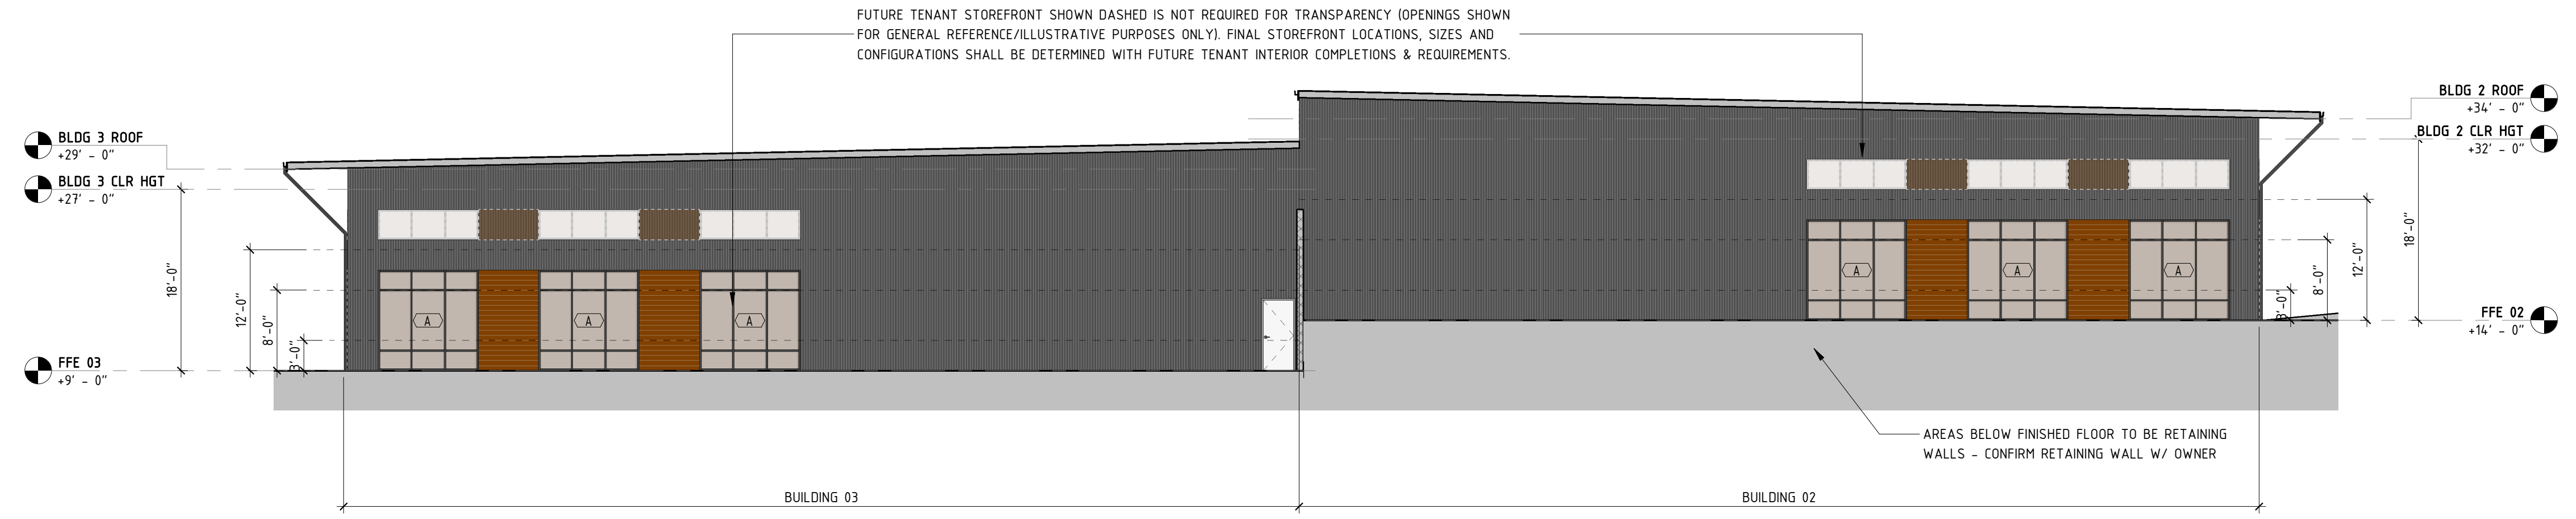 FUTURE TENANT STOREFRONT SHOWN DASHED IS NOT REQUIRED FOR TRANSPARENCY (OPENINGS SHOWN
FOR GENERAL REFERENCE/ILLUSTRATIVE PURPOSES ONLY). FINAL STOREFRONT LOCATIONS, SIZES AND
CONFIGURATIONS SHALL BE DETERMINED WITH FUTURE TENANT INTERIOR COMPLETIONS & REQUIREMENTS.
BLDG 3 ROOF
+29' - 0"
BLDG 3 CLR HGT
+27' - 0"
FFE 03
+9' - 0"
18'-0"
12'-0"
8'-0"
3'-0"
A
A
A
A
A
A
BLDG 2 ROOF
+34' - 0"
BLDG 2 CLR HGT
+32' - 0"
FFE 02
+14' - 0"
3'-0"
8'-0"
12'-0"
18'-0"
AREAS BELOW FINISHED FLOOR TO BE RETAINING
WALLS - CONFIRM RETAINING WALL W/ OWNER
BUILDING 03
BUILDING 02